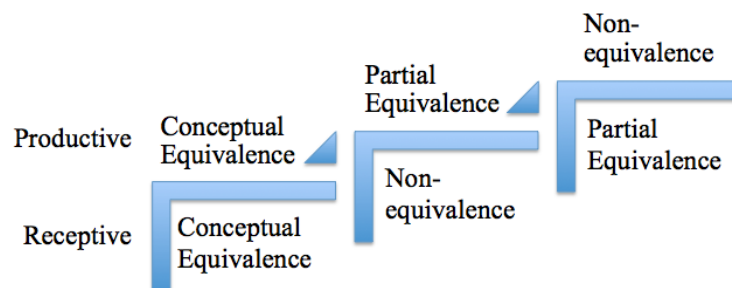 Non-
equivalence
Partial
Equivalence
Productive
Conceptual
Equivalence
Partial
Equivalence
Non-
equivalence
Receptive
Conceptual
Equivalence